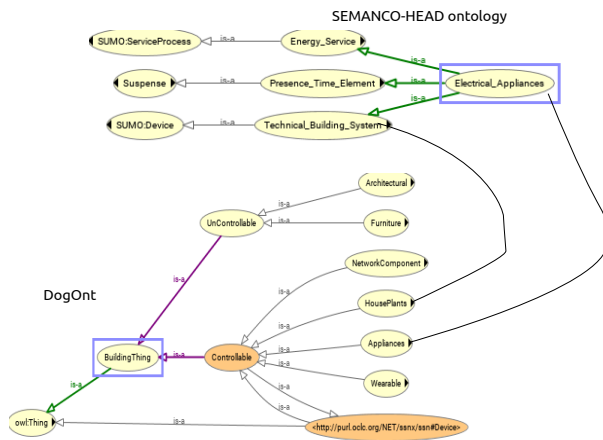 SEMANCO-HEAD ontology
SUMO:ServiceProcess
is-a
Energy_Service
is-a
Suspense
is-a
Presence_Time_Element
is-a
Electrical_Appliances
is-a
SUMO:Device
is-a
Technical_Building_System
Architectural
is-a
UnControllable
is-a
Furniture
is-a
NetworkComponent
is-a
DogOnt
HousePlants
is-a
BuildingThing
is-a
Controllable
is-a
Appliances
is-a
is-a
Wearable
is-a
is-a
owl:Thing
is-a
<http://purl.oclc.org/NET/ssnx/ssn#Device>